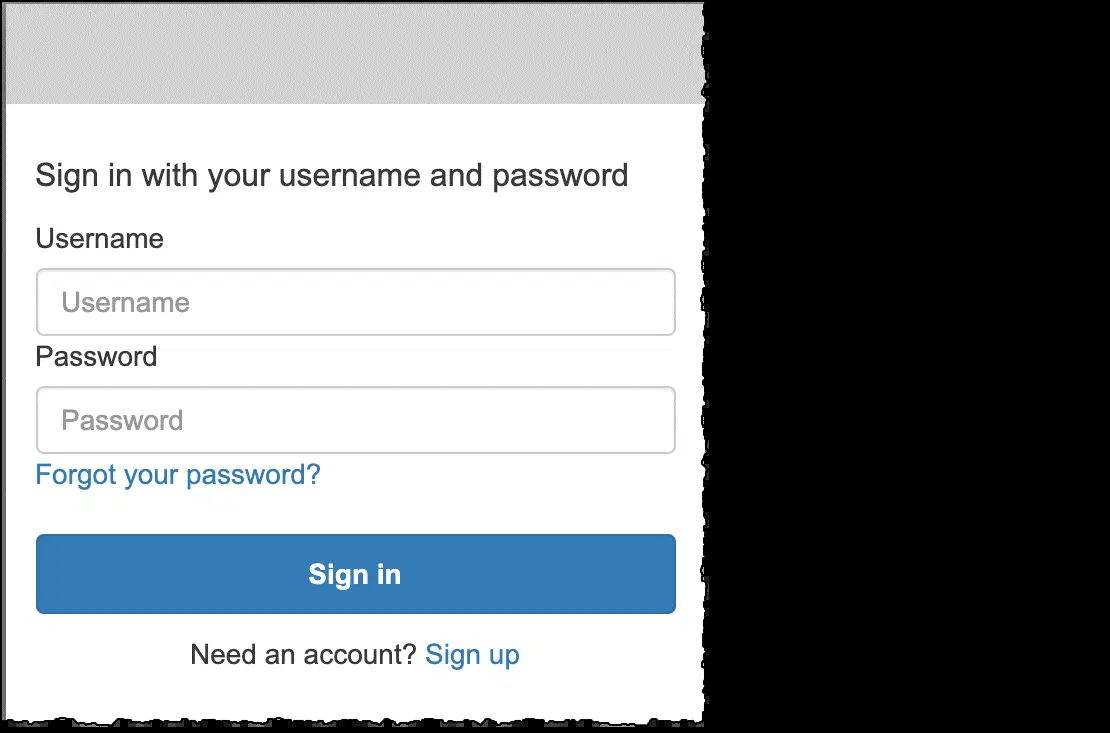 Sign in with your username and password
Username
Username
Password
Password
Forgot your password?
Sign in
Need an account? Sign up